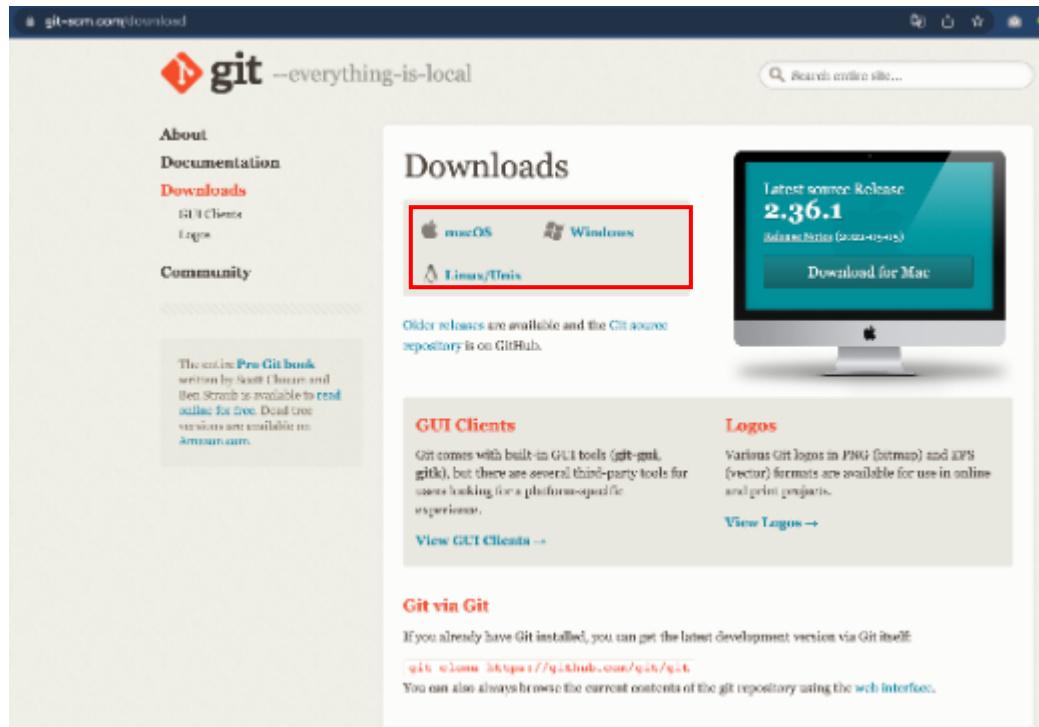 git-scm.com/download
git --everything-is-local
Search entire site...
About
Documentation
Downloads
GUI Clients
Logos
Community
The entire Pro Git book
written by Scott Chacon and
Ben Straub is available to read
online for free. Dead tree
versions are available on
Amazon.com.
Downloads
macOS
Windows
Linux/Unix
Older releases are available and the Git source
repository is on GitHub.
Latest source Release
2.36.1
Release Notes (2022-05-05)
Download for Mac
GUI Clients
Git comes with built-in GUI tools (git-gui,
gitk), but there are several third-party tools for
users looking for a platform-specific
experience.
View GUI Clients →
Logos
Various Git logos in PNG (bitmap) and EPS
(vector) formats are available for use in online
and print projects.
View Logos →
Git via Git
If you already have Git installed, you can get the latest development version via Git itself:
git clone https://github.com/git/git
You can also always browse the current contents of the git repository using the web interface.